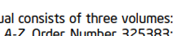 ual consists of three volumes:
A-Z, Order Number 325383;